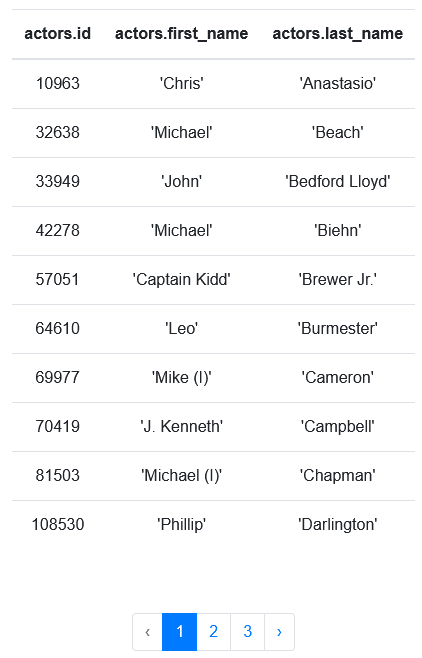 actors.id actors.first_name actors.last_name
10963 'Chris' 'Anastasio'
32638 'Michael' 'Beach'
33949 'John' 'Bedford Lloyd'
42278 'Michael' 'Biehn'
57051 'Captain Kidd' 'Brewer Jr.'
64610 'Leo' 'Burmester'
69977 'Mike (I)' 'Cameron'
70419 'J. Kenneth' 'Campbell'
81503 'Michael (I)' 'Chapman'
108530 'Phillip' 'Darlington'
‹ 1 2 3 ›